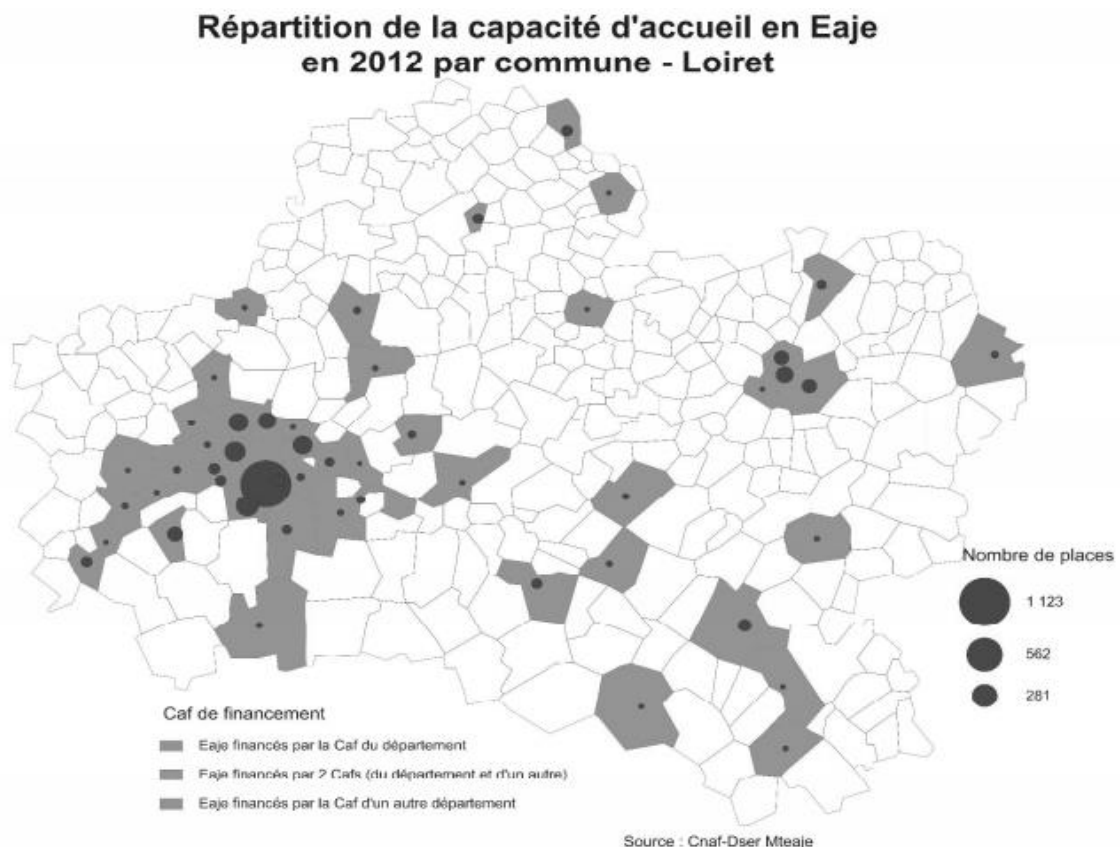 Répartition de la capacité d'accueil en Eaje
en 2012 par commune - Loiret
Nombre de places
1 123
562
281
Caf de financement
Eaje financés par la Caf du département
Eaje financés par 2 Cafs (du département et d'un autre)
Eaje financés par la Caf d'un autre département
Source : Cnaf-Dser Mteaje